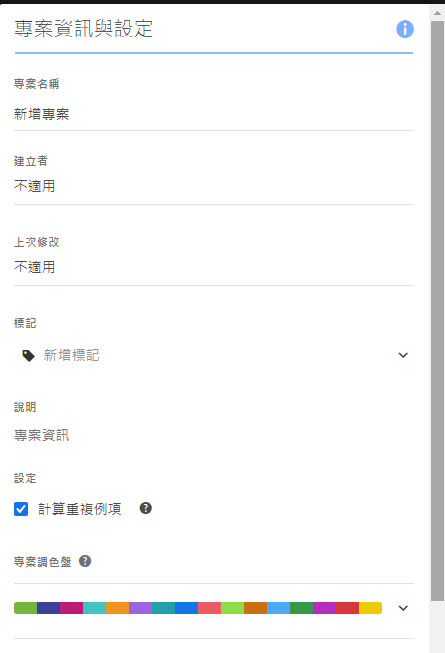 專案資訊與設定
專案名稱
新增專案
建立者
不適用
上次修改
不適用
標記
新增標記
說明
專案資訊
設定
計算重複例項
專案調色盤